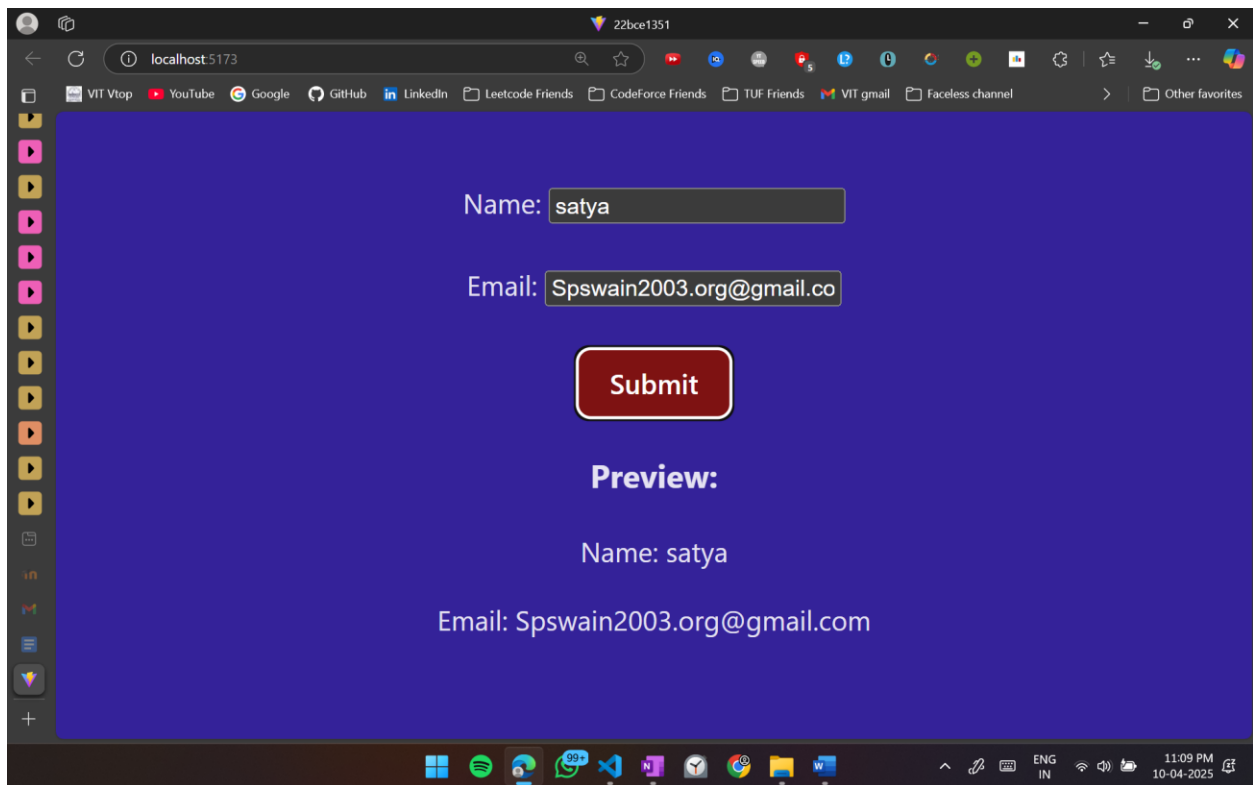 22bce1351
localhost:5173
VIT Vtop YouTube Google GitHub LinkedIn Leetcode Friends CodeForce Friends TUF Friends VIT gmail Faceless channel Other favorites
Name: satya
Email: Spswain2003.org@gmail.co
Submit
Preview:
Name: satya
Email: Spswain2003.org@gmail.com
99+
ENG
IN
11:09 PM
10-04-2025